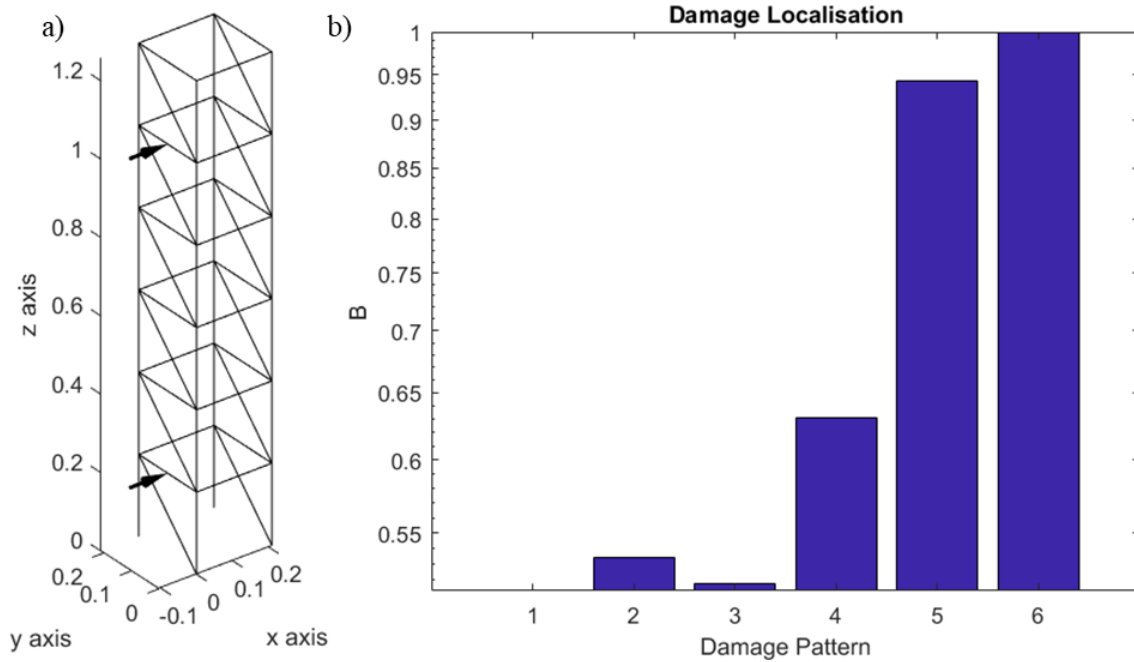 a)
1.2
1
0.8
0.6
0.4
0.2
0
z axis
0.2
0.1
0
-0.1
0
0.1
0.2
y axis
x axis
b)
Damage Localisation
1
0.95
0.9
0.85
0.8
0.75
0.7
0.65
0.6
0.55
B
1 2 3 4 5 6
Damage Pattern